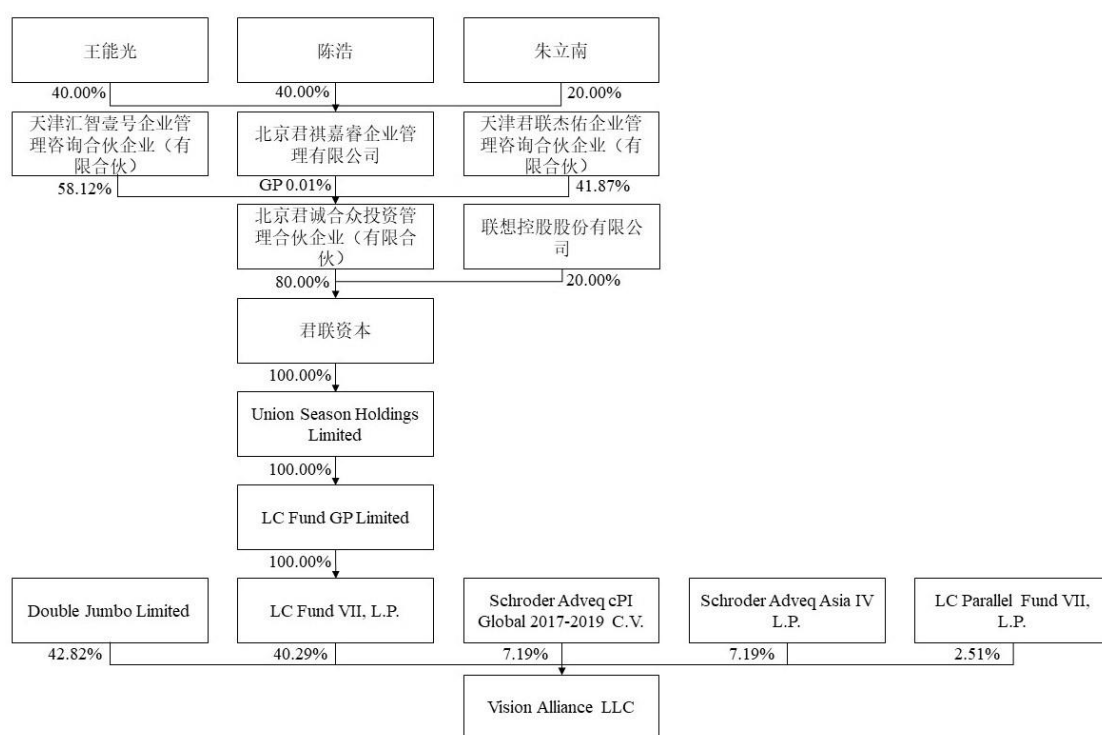 王能光
陈浩
朱立南
40.00%
40.00%
20.00%
天津汇智壹号企业管
理咨询合伙企业（有
限合伙）
北京君祺嘉睿企业管
理有限公司
天津君联杰佑企业管
理咨询合伙企业（有
限合伙）
58.12%
GP 0.01%
41.87%
北京君诚合众投资管
理合伙企业（有限合
伙）
联想控股股份有限公
司
80.00%
20.00%
君联资本
100.00%
Union Season Holdings
Limited
100.00%
LC Fund GP Limited
100.00%
Double Jumbo Limited
LC Fund VII, L.P.
Schroder Adveq cPI
Global 2017-2019 C.V.
Schroder Adveq Asia IV
L.P.
LC Parallel Fund VII,
L.P.
42.82%
40.29%
7.19%
7.19%
2.51%
Vision Alliance LLC